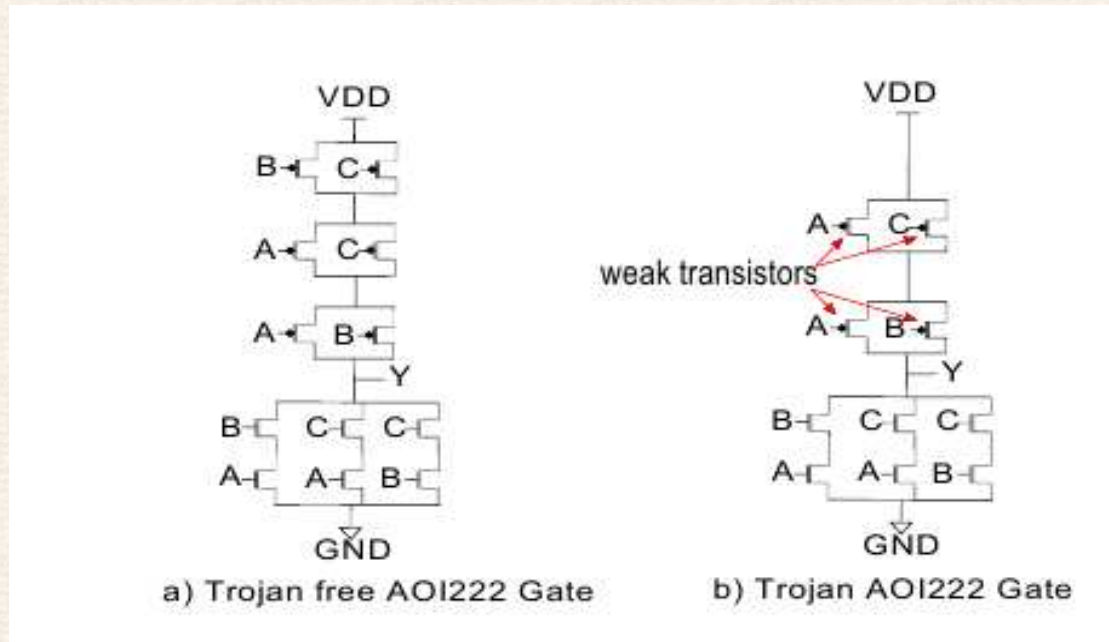 VDD
B C
A C
A B
Y
B C C
A A B
GND
a) Trojan free AOI222 Gate
VDD
A C
weak transistors
A B
Y
B C C
A A B
GND
b) Trojan AOI222 Gate